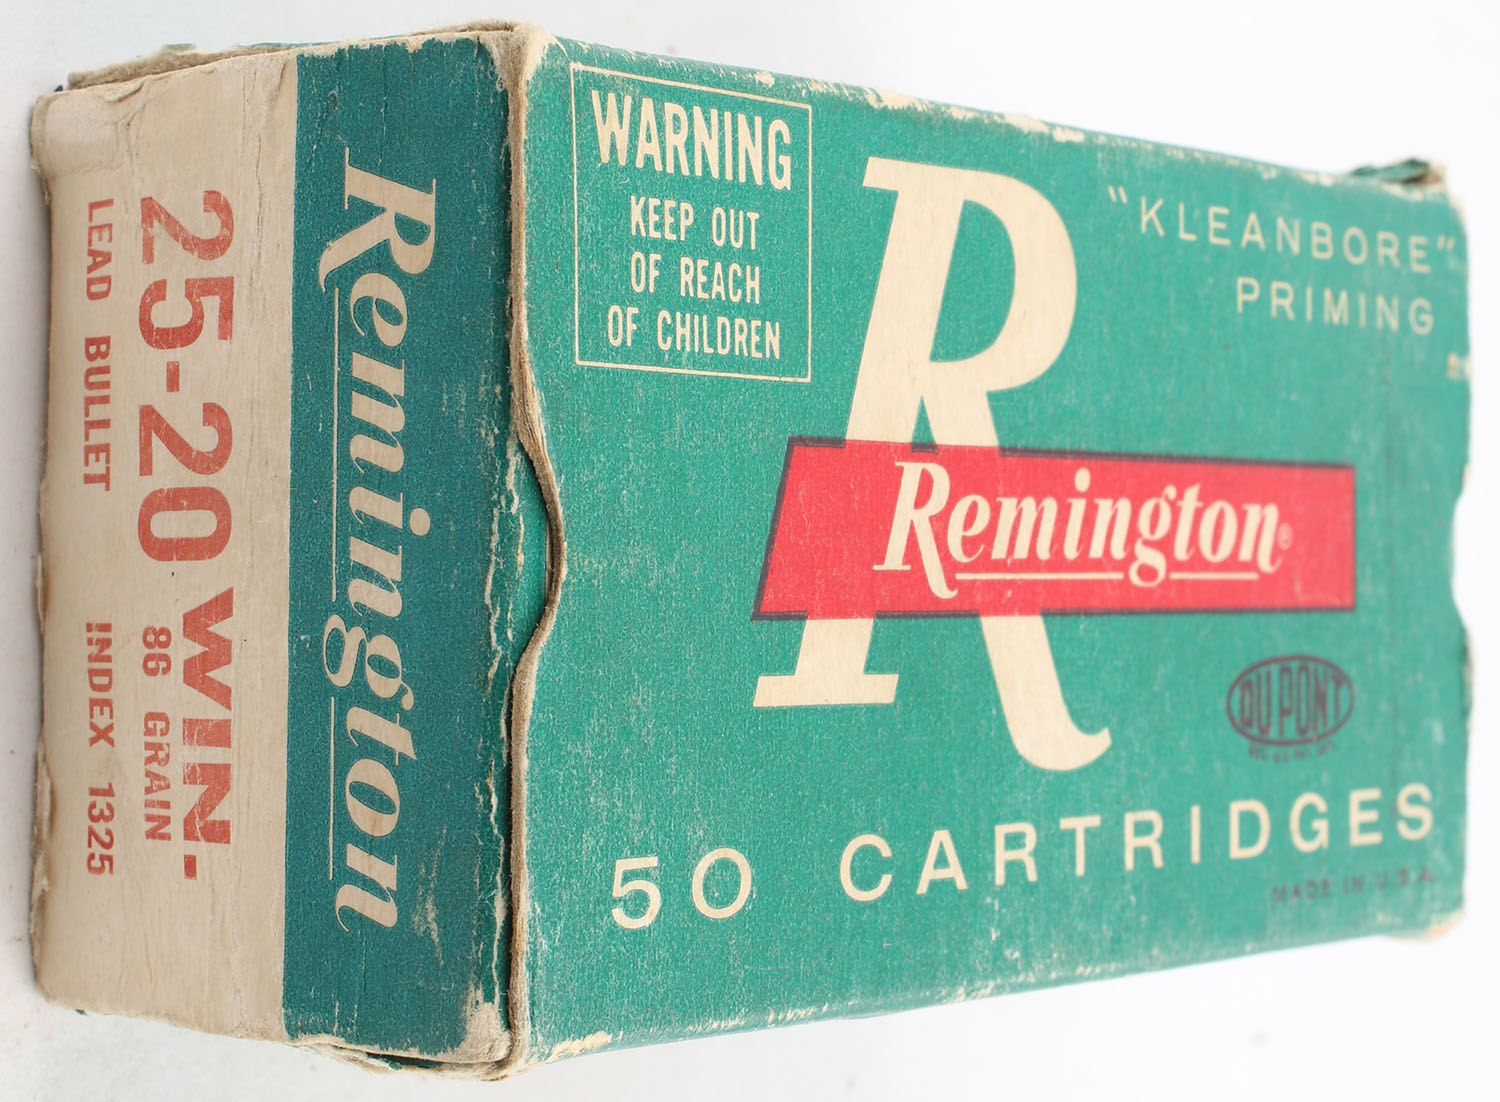 WARNING
KEEP OUT
OF REACH
OF CHILDREN
"KLEANBORE"
PRIMING
R
Remington®
DU PONT
50 CARTRIDGES
MADE IN U.S.A.
Remington
25-20 WIN.
86 GRAIN
LEAD BULLET INDEX 1325